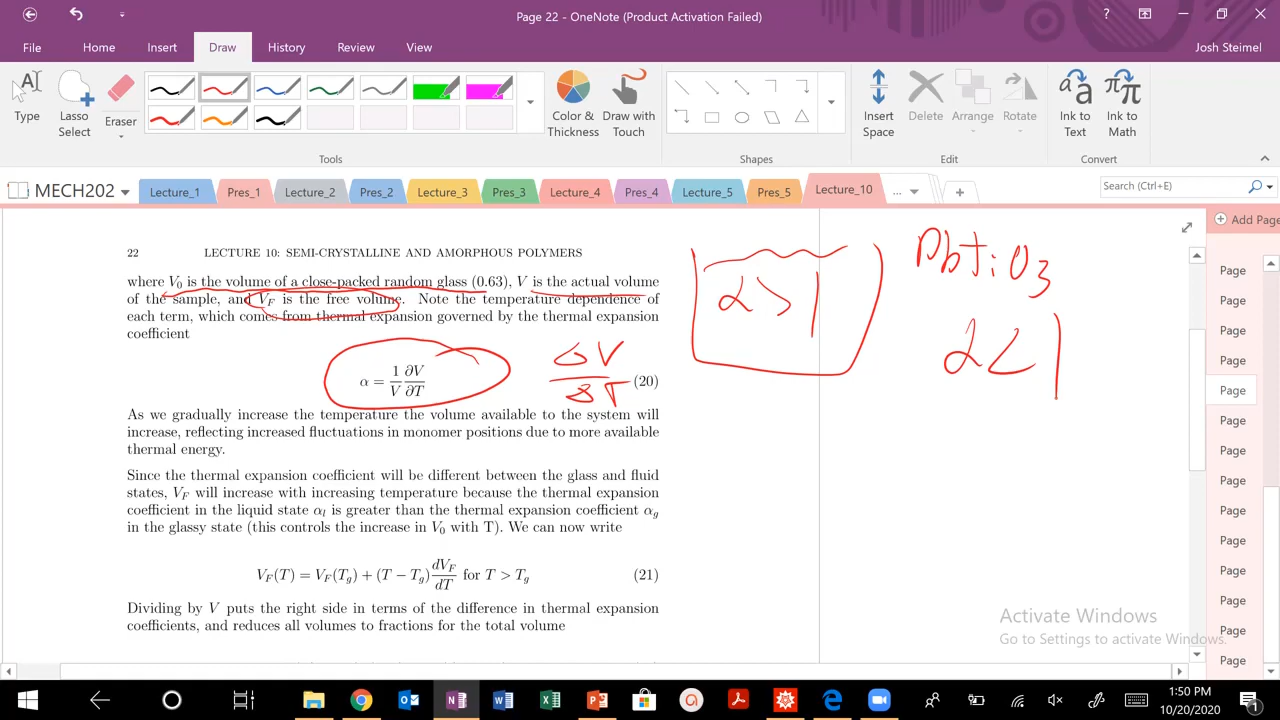 Page 22 - OneNote (Product Activation Failed)
File Home Insert Draw History Review View Josh Steimel
Type Lasso Select Eraser Color & Thickness Draw with Touch Insert Space Delete Arrange Rotate Ink to Text Ink to Math
Tools Shapes Edit Convert
MECH202 Lecture_1 Pres_1 Lecture_2 Pres_2 Lecture_3 Pres_3 Lecture_4 Pres_4 Lecture_5 Pres_5 Lecture_10 ... Search (Ctrl+E)
Add Page
22 LECTURE 10: SEMI-CRYSTALLINE AND AMORPHOUS POLYMERS
where V₀ is the volume of a close-packed random glass (0.63), V is the actual volume
of the sample, and V_F is the free volume. Note the temperature dependence of
each term, which comes from thermal expansion governed by the thermal expansion
coefficient
α = 1/V ∂V/∂T (20)
ΔV/ΔT
α > 1
PbTiO3
α < 1
As we gradually increase the temperature the volume available to the system will
increase, reflecting increased fluctuations in monomer positions due to more available
thermal energy.
Since the thermal expansion coefficient will be different between the glass and fluid
states, V_F will increase with increasing temperature because the thermal expansion
coefficient in the liquid state α_l is greater than the thermal expansion coefficient α_g
in the glassy state (this controls the increase in V₀ with T). We can now write
V_F(T) = V_F(T_g) + (T − T_g) dV_F/dT for T > T_g (21)
Dividing by V puts the right side in terms of the difference in thermal expansion
coefficients, and reduces all volumes to fractions for the total volume
Page
Page
Page
Page
Page
Page
Page
Page
Page
Page
Page
Page
Page
Page
Activate Windows
Go to Settings to activate Windows.
1:50 PM
10/20/2020